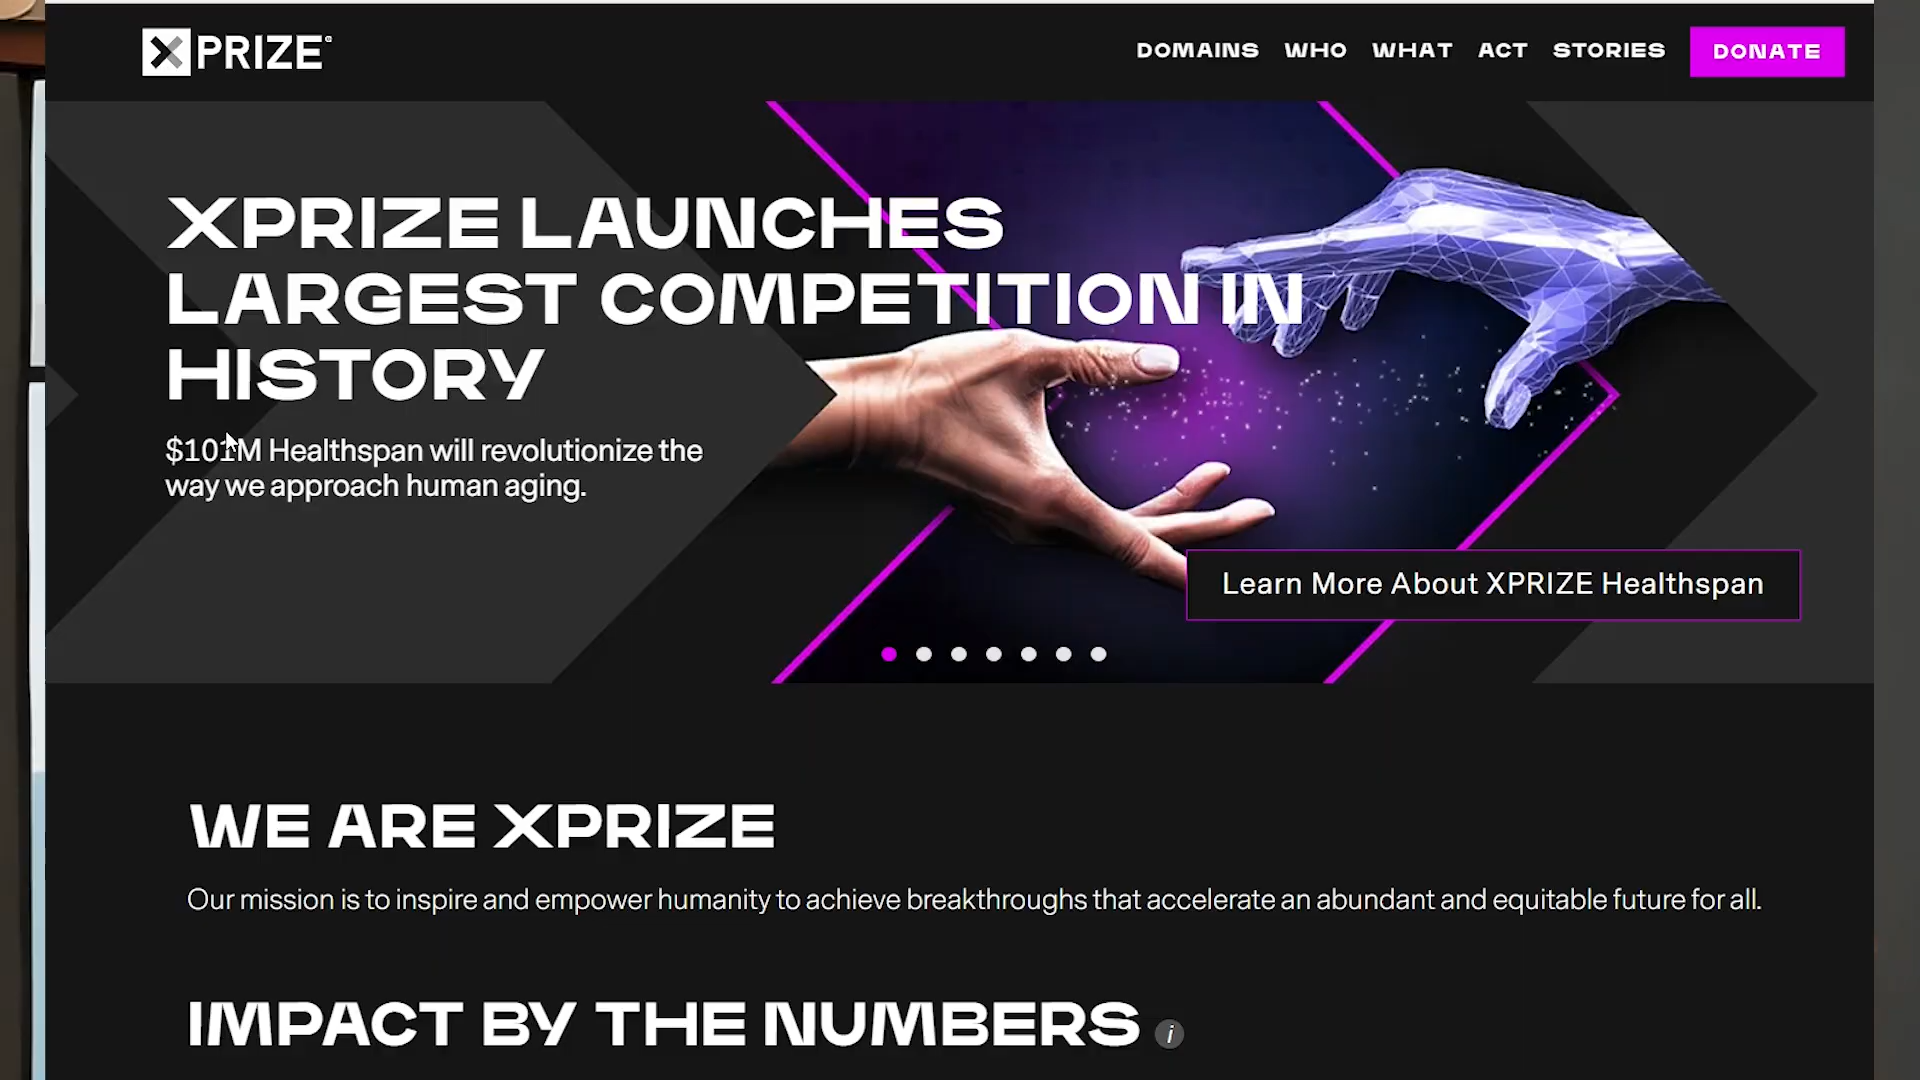 XPRIZE
DOMAINS WHO WHAT ACT STORIES DONATE
XPRIZE LAUNCHES
LARGEST COMPETITION IN
HISTORY
$101M Healthspan will revolutionize the
way we approach human aging.
Learn More About XPRIZE Healthspan
WE ARE XPRIZE
Our mission is to inspire and empower humanity to achieve breakthroughs that accelerate an abundant and equitable future for all.
IMPACT BY THE NUMBERS i